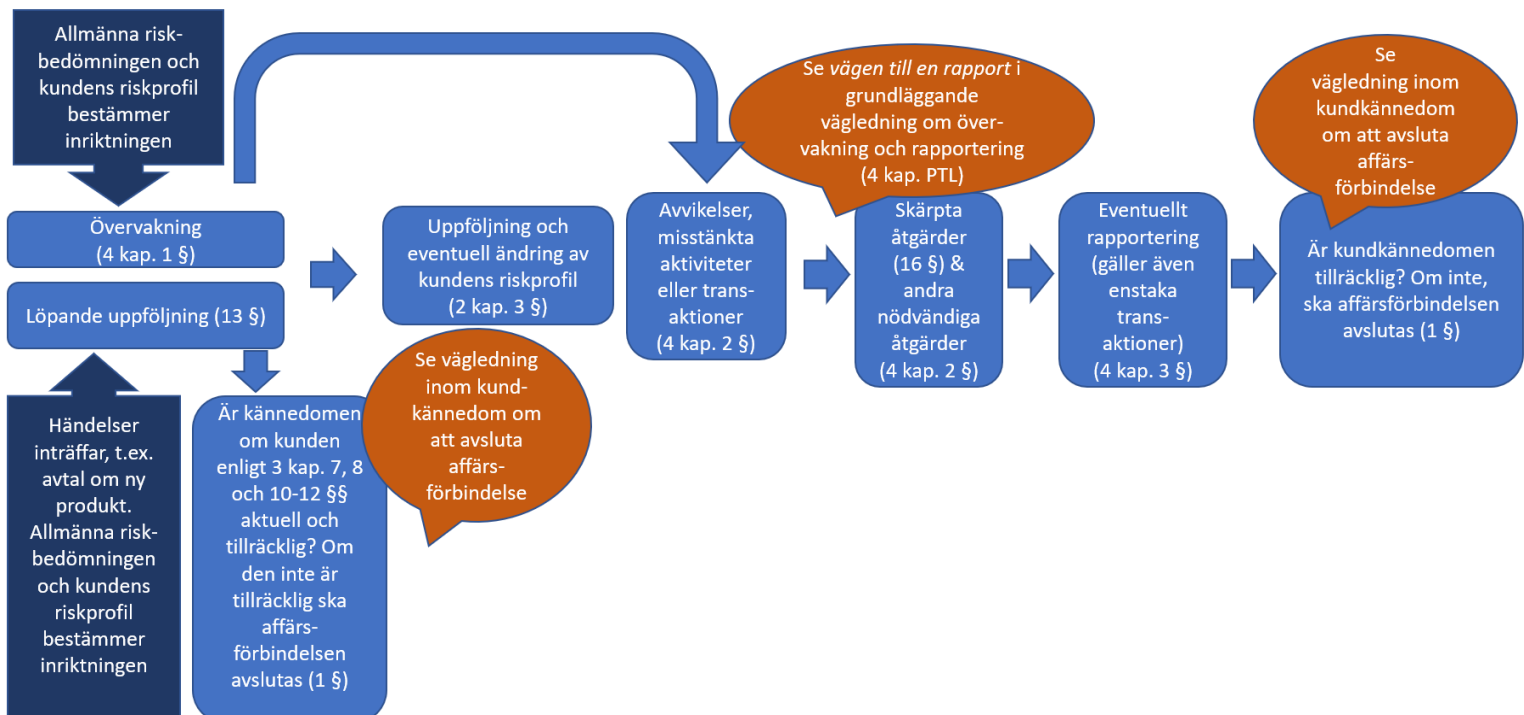 Allmänna risk-
bedömningen och
kundens riskprofil
bestämmer
inriktningen
Övervakning
(4 kap. 1 §)
Löpande uppföljning (13 §)
Händelser
inträffar, t.ex.
avtal om ny
produkt.
Allmänna risk-
bedömningen
och kundens
riskprofil
bestämmer
inriktningen
Är kännedomen
om kunden
enligt 3 kap. 7, 8
och 10-12 §§
aktuell och
tillräcklig? Om
den inte är
tillräcklig ska
affärs-
förbindelsen
avslutas (1 §)
Se vägledning
inom kund-
kännedom om
att avsluta
affärs-
förbindelse
Uppföljning och
eventuell ändring av
kundens riskprofil
(2 kap. 3 §)
Avvikelser,
misstänkta
aktiviteter
eller trans-
aktioner
(4 kap. 2 §)
Se vägen till en rapport i
grundläggande
vägledning om över-
vakning och rapportering
(4 kap. PTL)
Skärpta
åtgärder
(16 §) &
andra
nödvändiga
åtgärder
(4 kap. 2 §)
Eventuellt
rapportering
(gäller även
enstaka
trans-
aktioner)
(4 kap. 3 §)
Se
vägledning inom
kundkännedom
om att avsluta
affärs-
förbindelse
Är kundkännedomen
tillräcklig? Om inte,
ska affärsförbindelsen
avslutas (1 §)